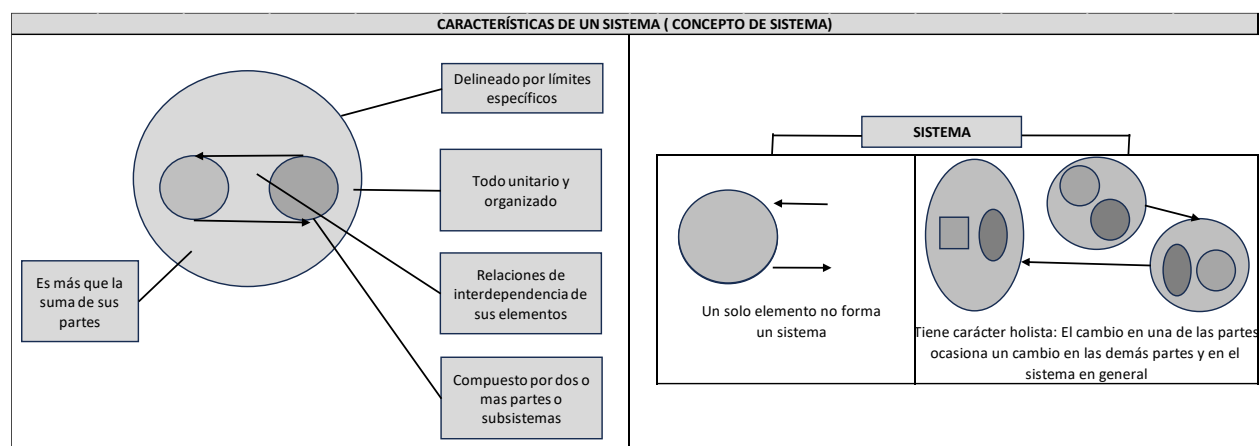 CARACTERÍSTICAS DE UN SISTEMA ( CONCEPTO DE SISTEMA)
Delineado por límites
específicos
Todo unitario y
organizado
Relaciones de
interdependencia de
sus elementos
Compuesto por dos o
mas partes o
subsistemas
Es más que la
suma de sus
partes
SISTEMA
Un solo elemento no forma
un sistema
Tiene carácter holista: El cambio en una de las partes
ocasiona un cambio en las demás partes y en el
sistema en general